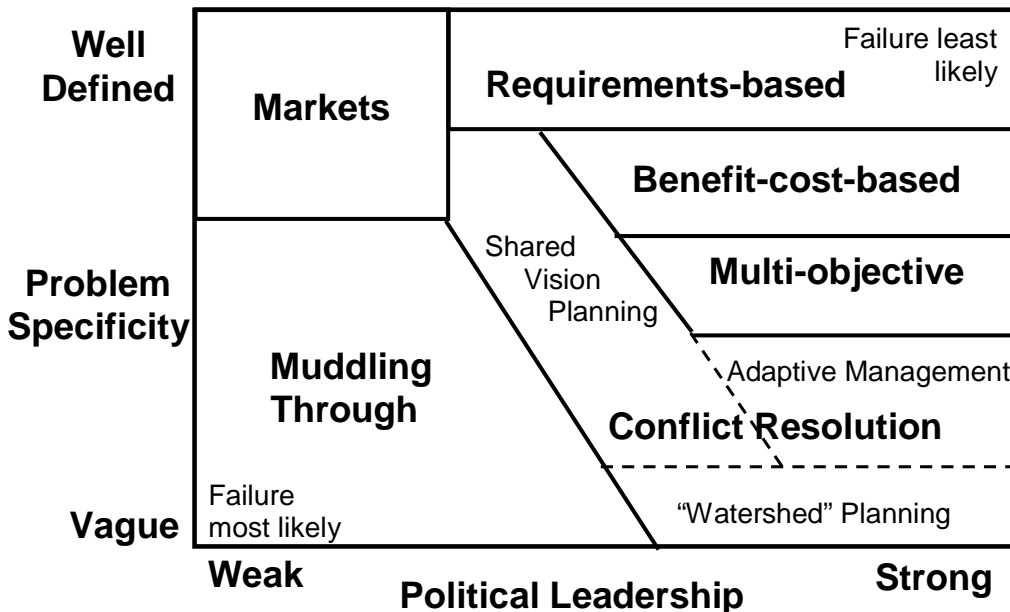 Well
Defined
Markets
Requirements-based
Failure least
likely
Benefit-cost-based
Shared
Vision
Planning
Multi-objective
Problem
Specificity
Muddling
Through
Adaptive Management
Conflict Resolution
Failure
most likely
“Watershed” Planning
Vague
Weak
Political Leadership
Strong